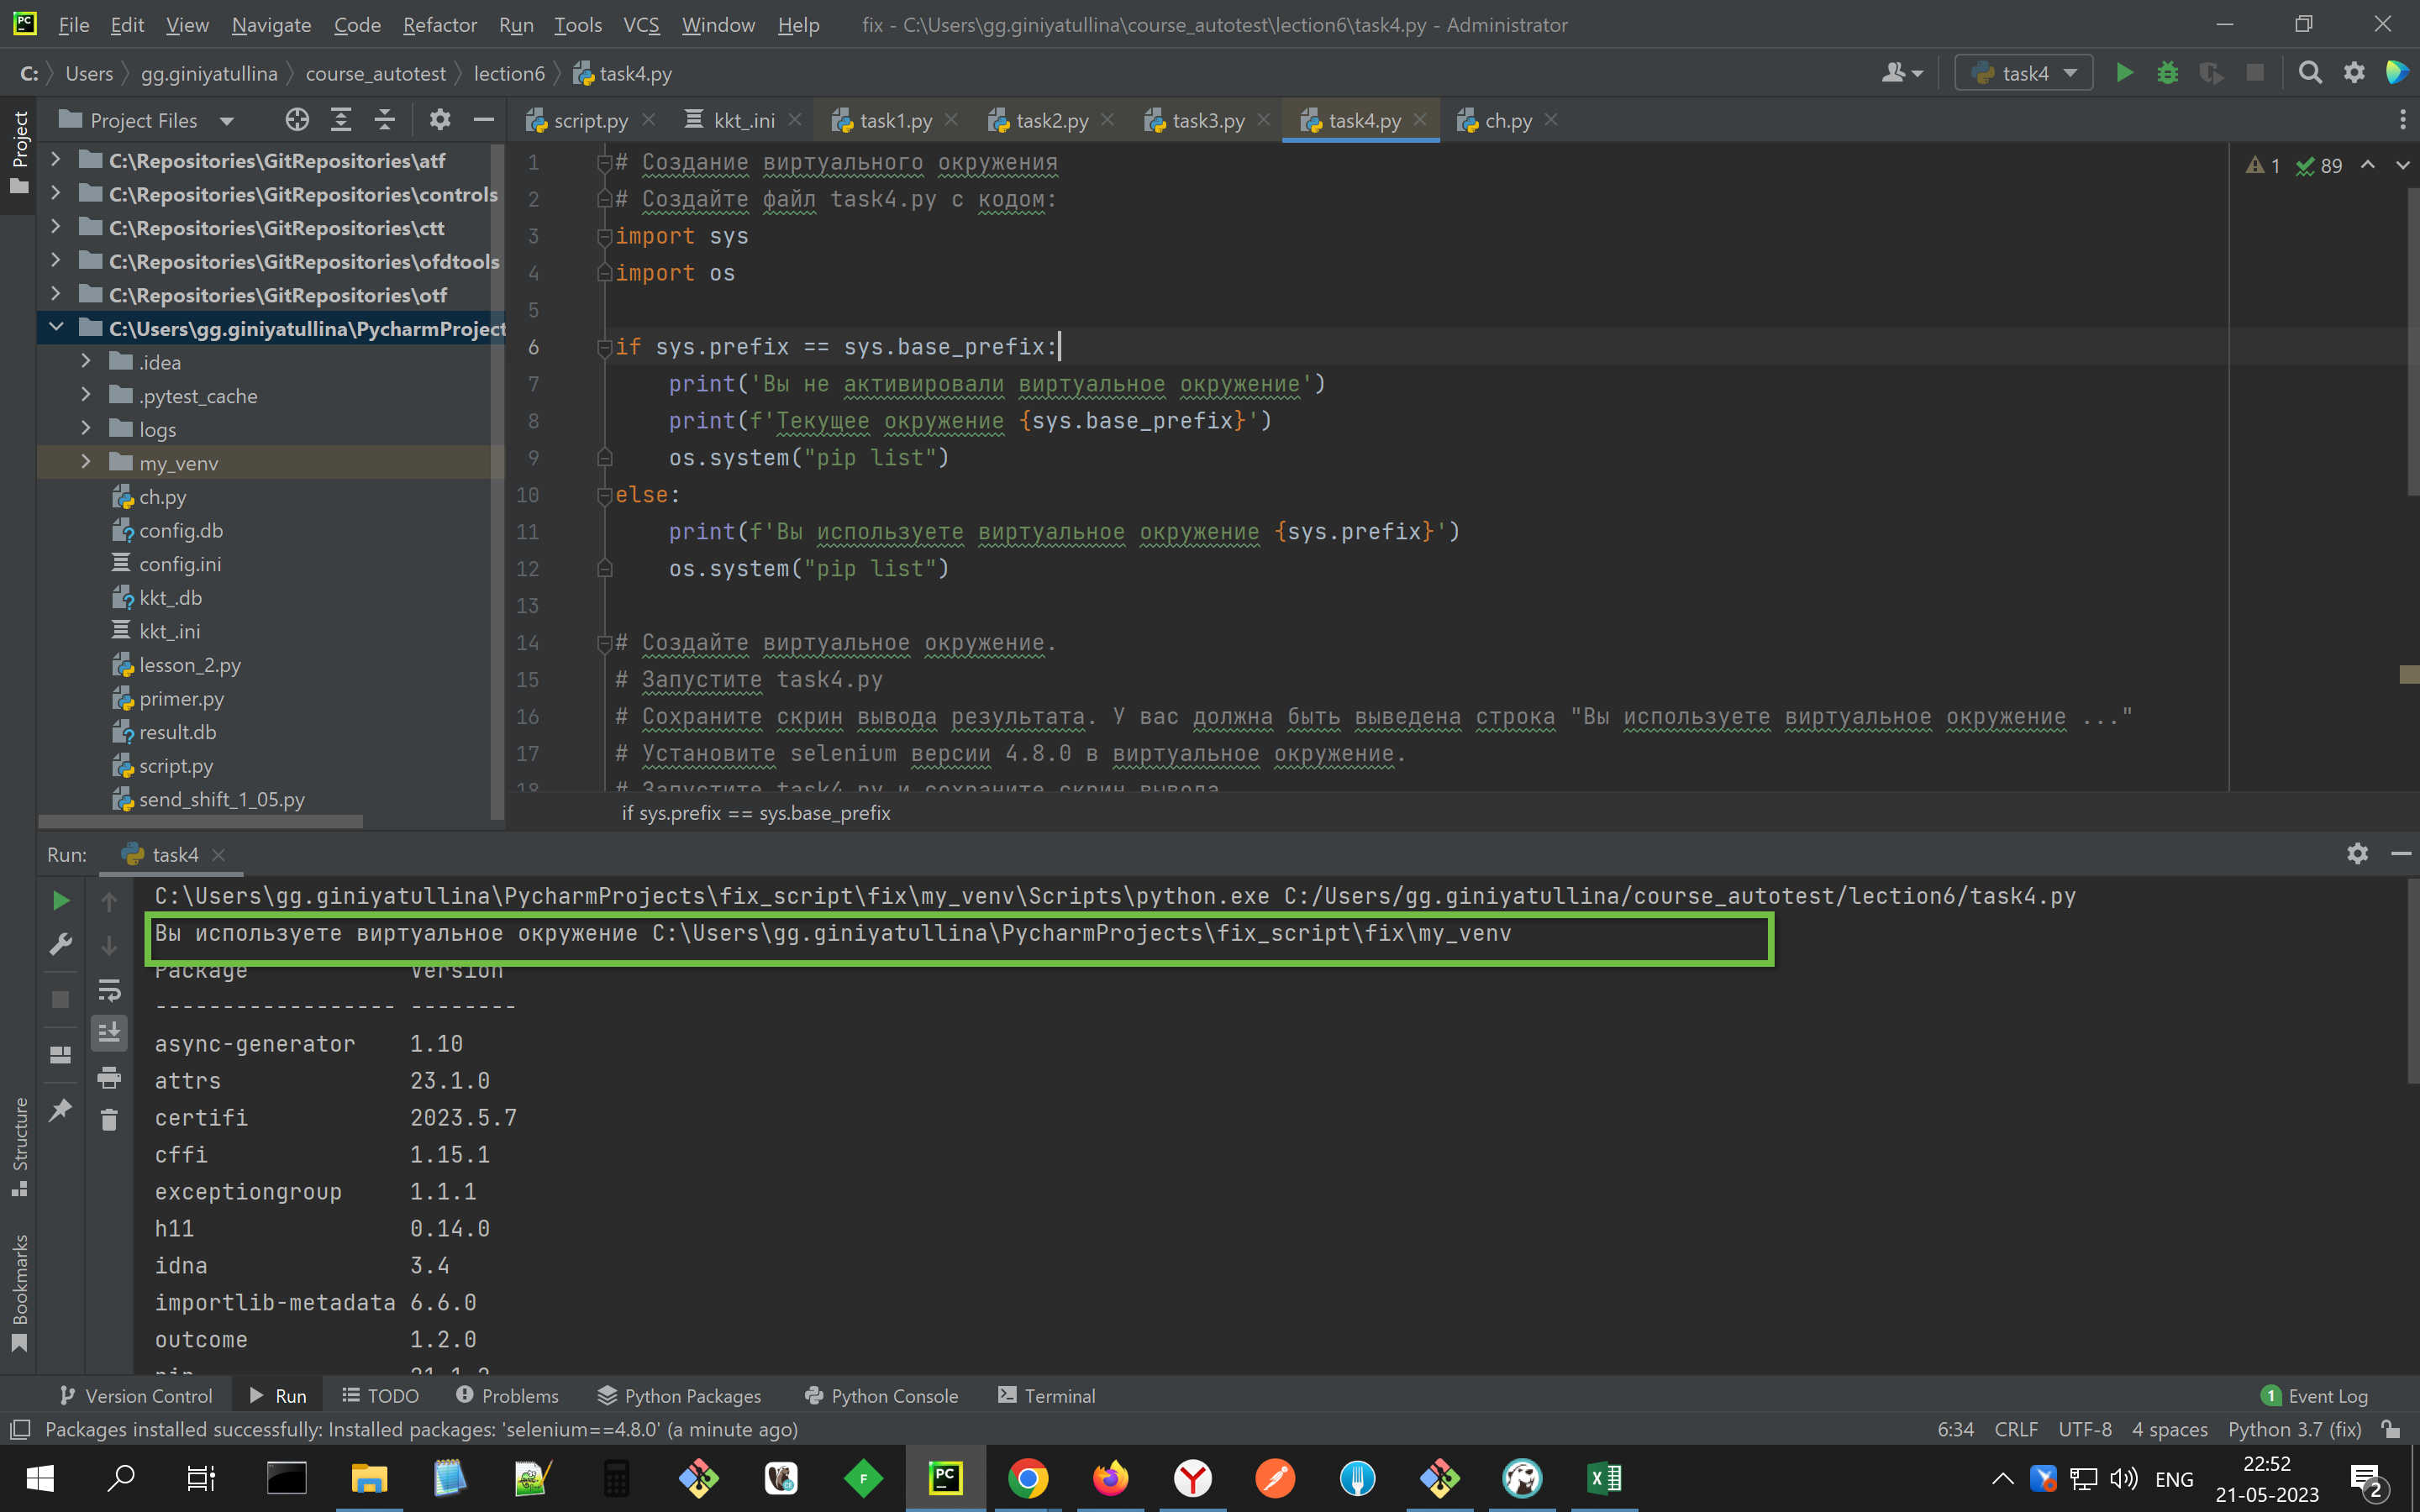 File Edit View Navigate Code Refactor Run Tools VCS Window Help fix - C:\Users\gg.giniyatullina\course_autotest\lection6\task4.py - Administrator
C: Users gg.giniyatullina course_autotest lection6 task4.py task4
Project Files script.py kkt_.ini task1.py task2.py task3.py task4.py ch.py
Project
C:\Repositories\GitRepositories\atf
C:\Repositories\GitRepositories\controls
C:\Repositories\GitRepositories\ctt
C:\Repositories\GitRepositories\ofdtools
C:\Repositories\GitRepositories\otf
C:\Users\gg.giniyatullina\PycharmProject
.idea
.pytest_cache
logs
my_venv
ch.py
config.db
config.ini
kkt_.db
kkt_.ini
lesson_2.py
primer.py
result.db
script.py
send_shift_1_05.py
1 89
1 # Создание виртуального окружения
2 # Создайте файл task4.py с кодом:
3 import sys
4 import os
5
6 if sys.prefix == sys.base_prefix:
7 print('Вы не активировали виртуальное окружение')
8 print(f'Текущее окружение {sys.base_prefix}')
9 os.system("pip list")
10 else:
11 print(f'Вы используете виртуальное окружение {sys.prefix}')
12 os.system("pip list")
13
14 # Создайте виртуальное окружение.
15 # Запустите task4.py
16 # Сохраните скрин вывода результата. У вас должна быть выведена строка "Вы используете виртуальное окружение ..."
17 # Установите selenium версии 4.8.0 в виртуальное окружение.
18 # Запустите task4.py и сохраните скрин вывода
if sys.prefix == sys.base_prefix
Run: task4
C:\Users\gg.giniyatullina\PycharmProjects\fix_script\fix\my_venv\Scripts\python.exe C:/Users/gg.giniyatullina/course_autotest/lection6/task4.py
Вы используете виртуальное окружение C:\Users\gg.giniyatullina\PycharmProjects\fix_script\fix\my_venv
Package Version
------------------ --------
async-generator 1.10
attrs 23.1.0
certifi 2023.5.7
cffi 1.15.1
exceptiongroup 1.1.1
h11 0.14.0
idna 3.4
importlib-metadata 6.6.0
outcome 1.2.0
pip 21.1.2
Structure
Bookmarks
Version Control Run TODO Problems Python Packages Python Console Terminal 1 Event Log
Packages installed successfully: Installed packages: 'selenium==4.8.0' (a minute ago) 6:34 CRLF UTF-8 4 spaces Python 3.7 (fix)
ENG 22:52
21-05-2023 2